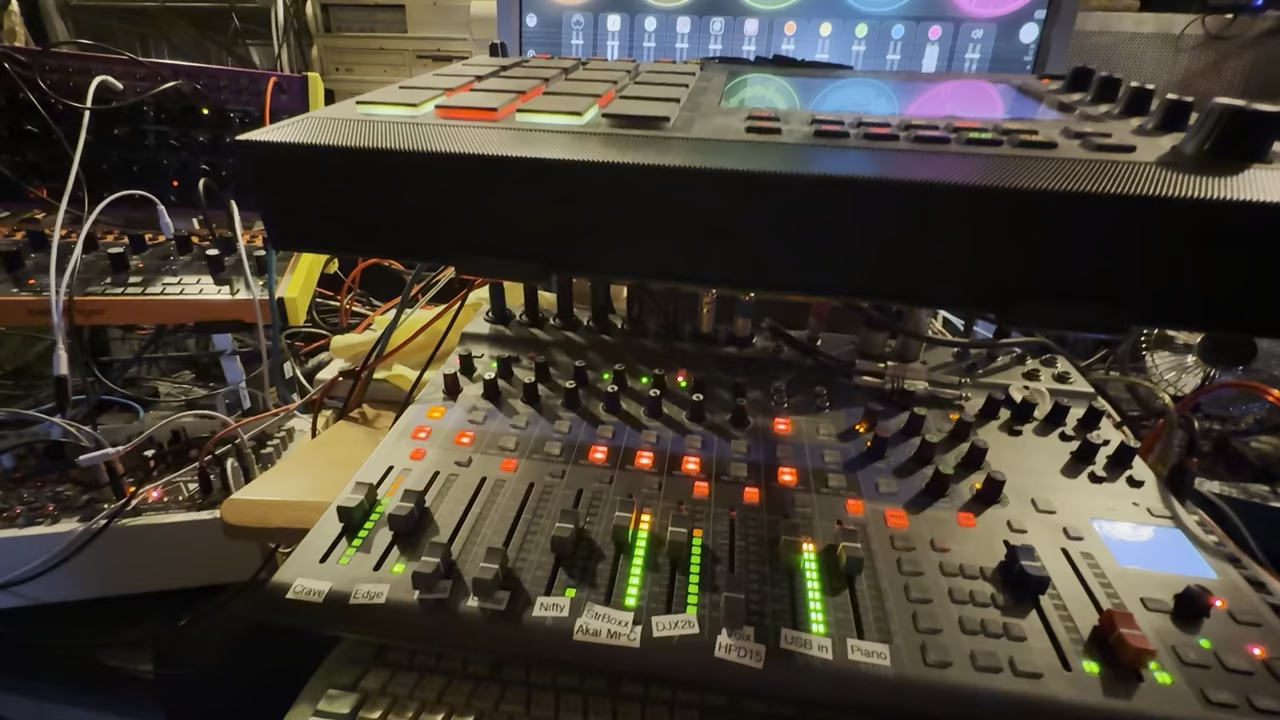 Crave
Edge
Nifty
StrBoxx
Akai MPC
DJX2b
Voix
HPD15
USB in
Piano